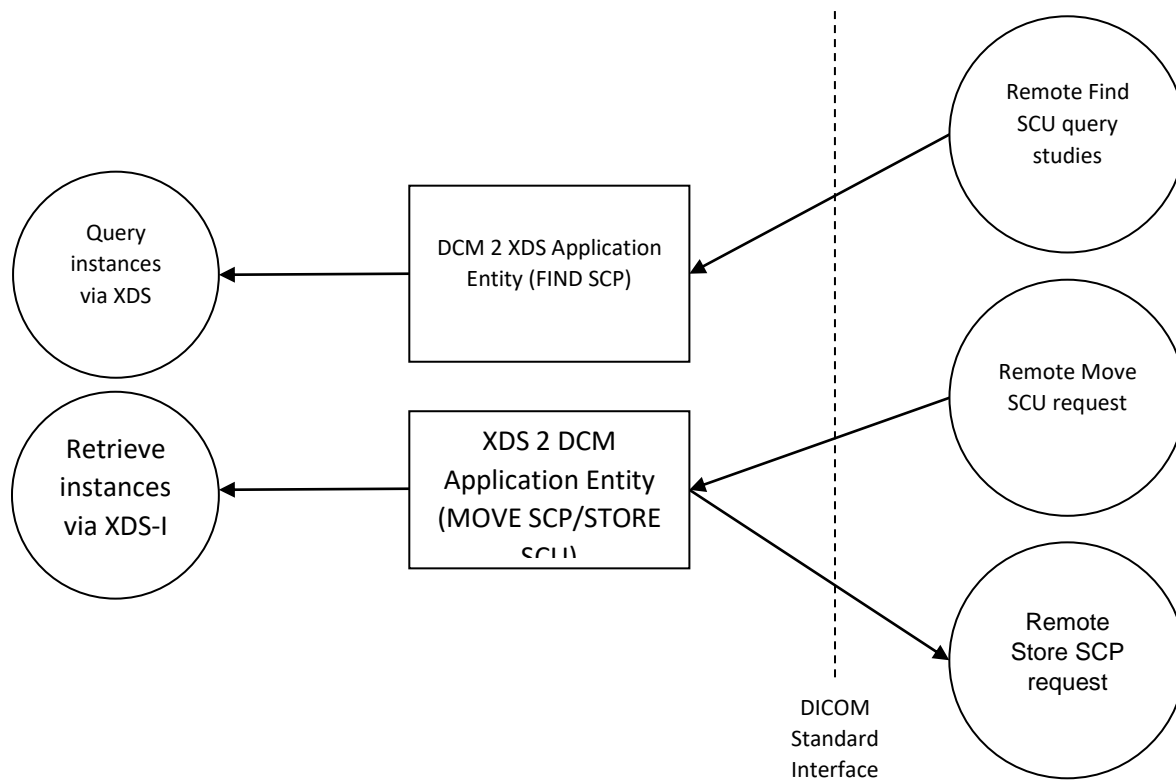 Remote Find
SCU query
studies
Query
instances
via XDS
DCM 2 XDS Application
Entity (FIND SCP)
Remote Move
SCU request
Retrieve
instances
via XDS-I
XDS 2 DCM
Application Entity
(MOVE SCP/STORE
SCU)
Remote
Store SCP
request
DICOM
Standard
Interface